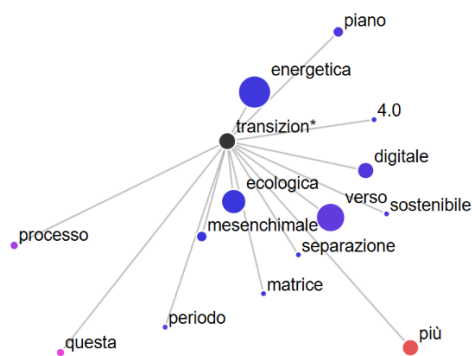 piano
energetica
4.0
transizion*
digitale
ecologica
verso
sostenibile
mesenchimale
processo
separazione
matrice
periodo
più
questa